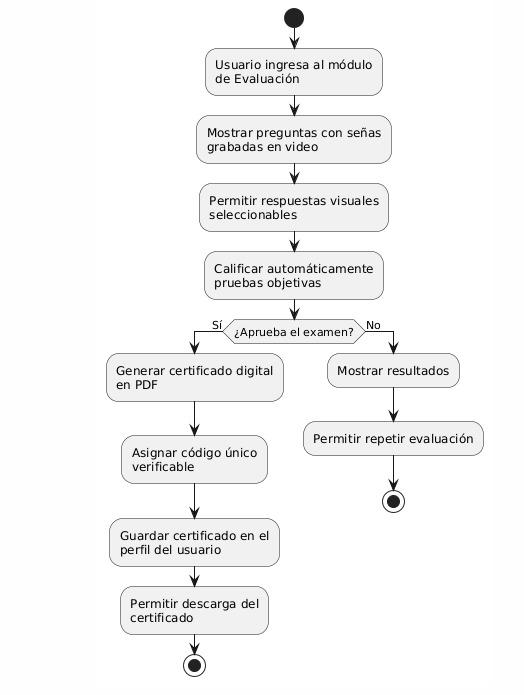 Usuario ingresa al módulo
de Evaluación
Mostrar preguntas con señas
grabadas en video
Permitir respuestas visuales
seleccionables
Calificar automáticamente
pruebas objetivas
Sí
¿Aprueba el examen?
No
Generar certificado digital
en PDF
Asignar código único
verificable
Guardar certificado en el
perfil del usuario
Permitir descarga del
certificado
Mostrar resultados
Permitir repetir evaluación